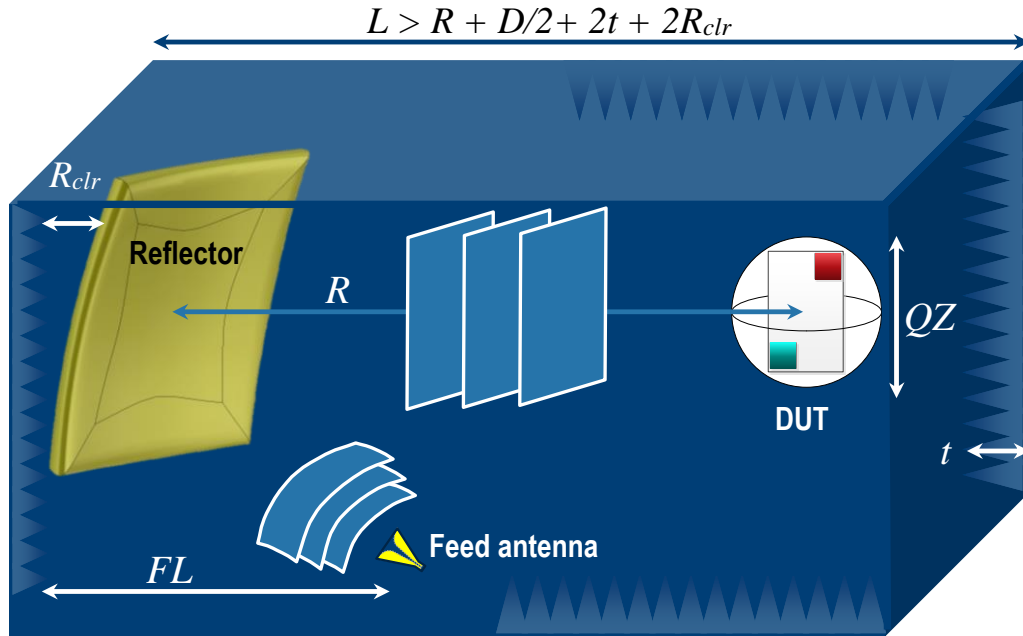 L > R + D/2+ 2t + 2Rclr
Rclr
Reflector
R
QZ
DUT
t
Feed antenna
FL